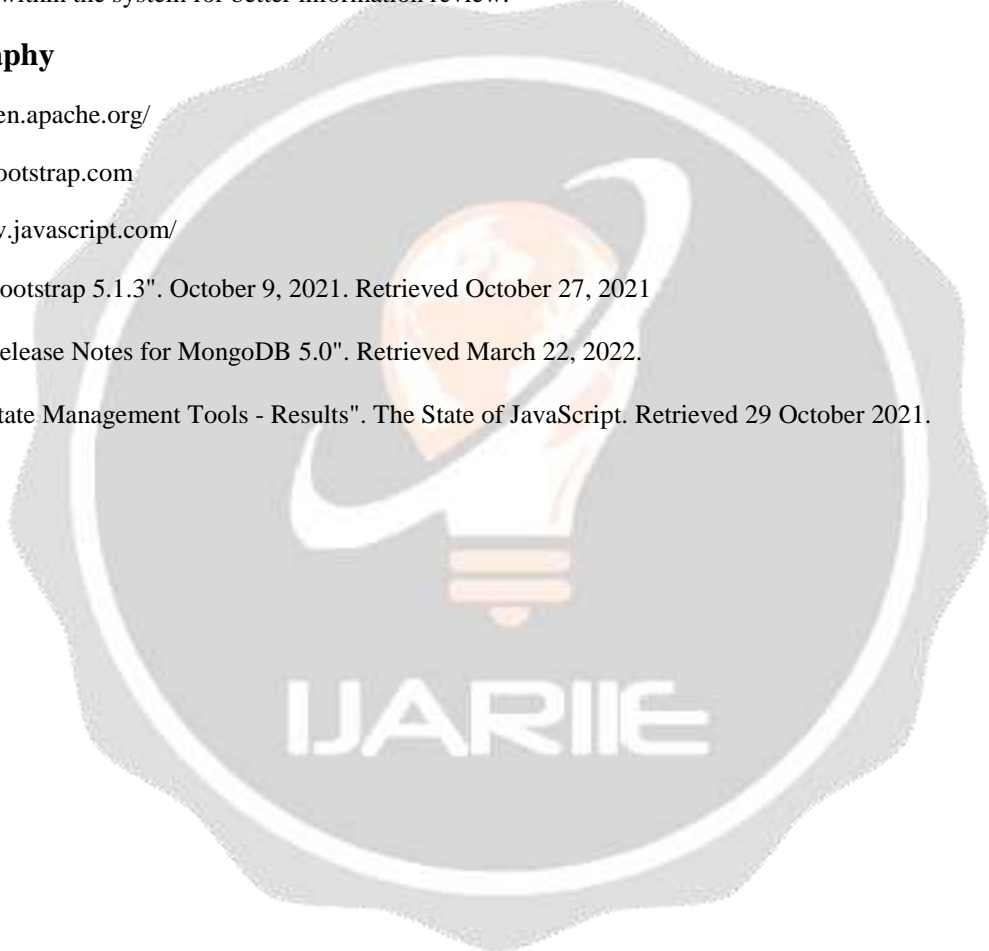 within the system for better information review.
aphy
en.apache.org/
ootstrap.com
v.javascript.com/
ootstrap 5.1.3". October 9, 2021. Retrieved October 27, 2021
elease Notes for MongoDB 5.0". Retrieved March 22, 2022.
tate Management Tools - Results". The State of JavaScript. Retrieved 29 October 2021.
IJARIIE